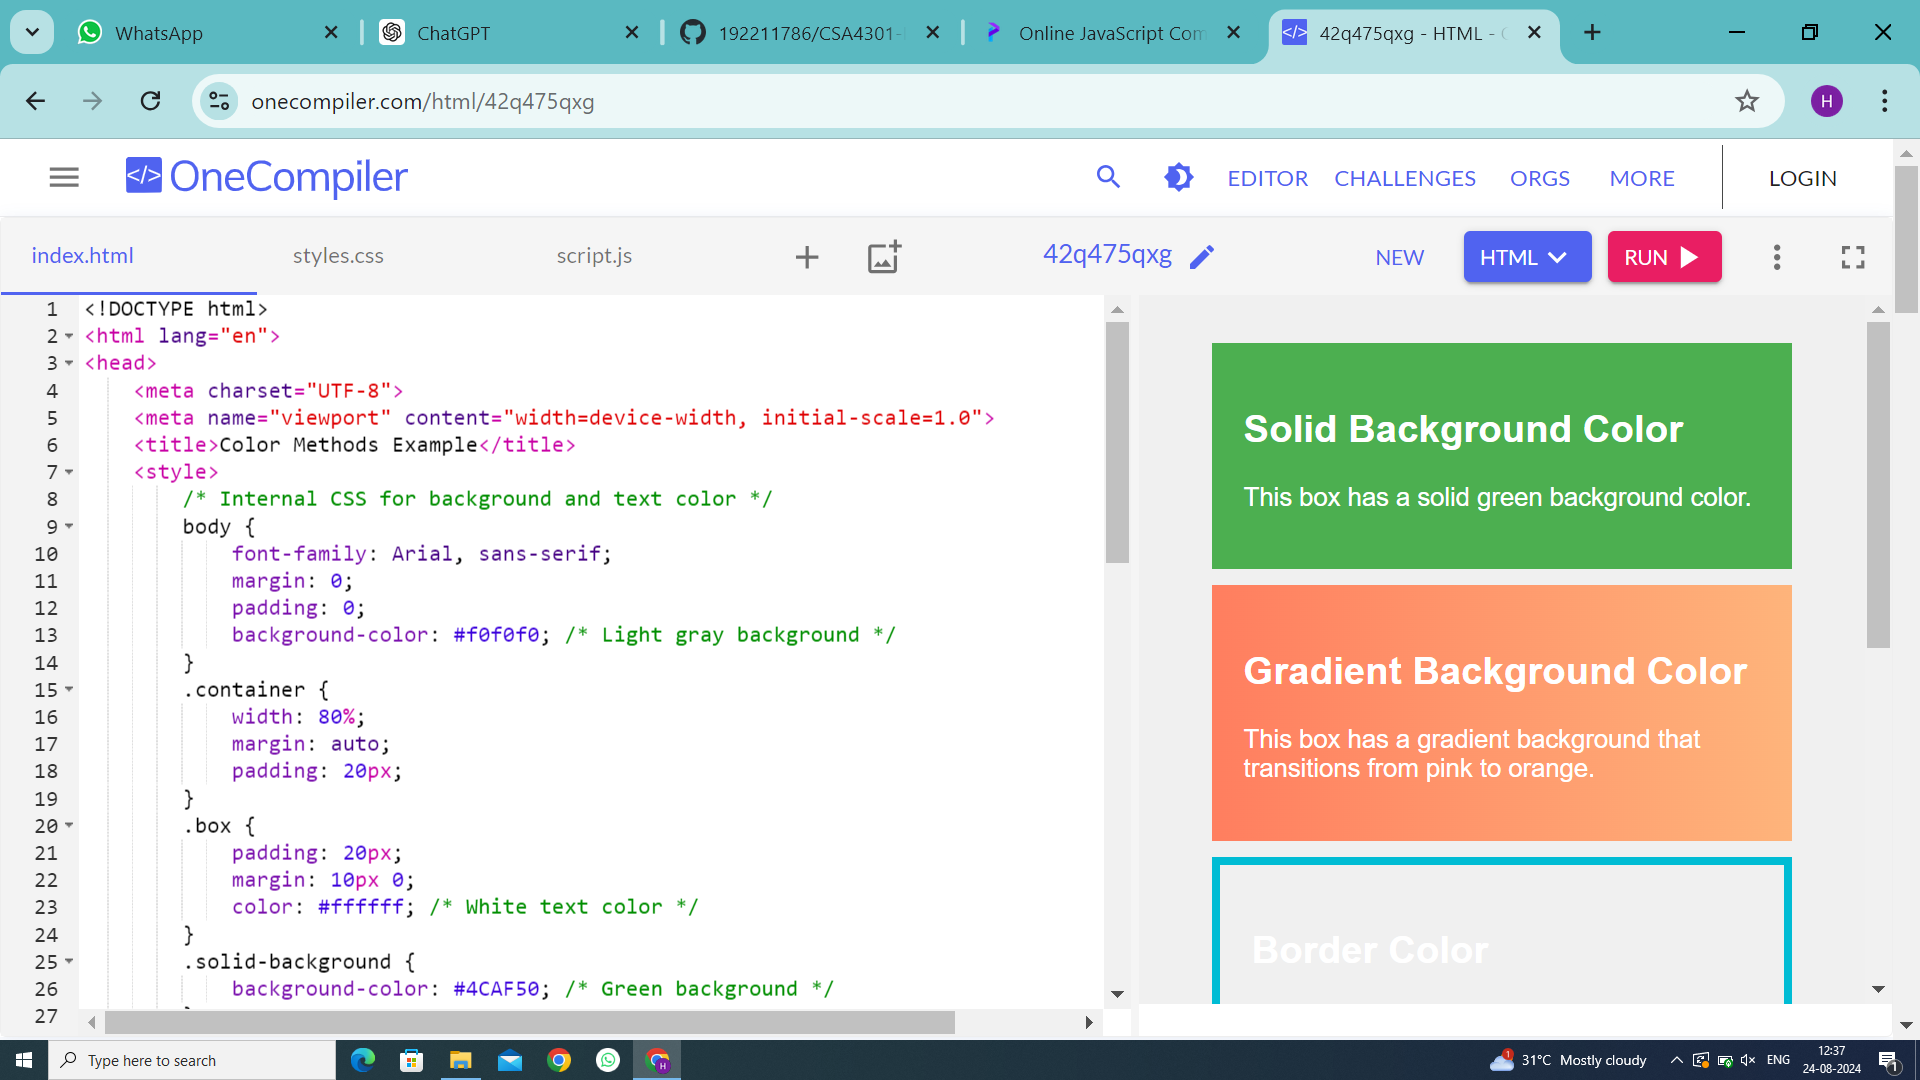 WhatsApp
ChatGPT
192211786/CSA4301-
Online JavaScript Com
42q475qxg - HTML -
onecompiler.com/html/42q475qxg
H
</> OneCompiler
EDITOR
CHALLENGES
ORGS
MORE
LOGIN
index.html
styles.css
script.js
42q475qxg
NEW
HTML
RUN
1 <!DOCTYPE html>
2 <html lang="en">
3 <head>
4 <meta charset="UTF-8">
5 <meta name="viewport" content="width=device-width, initial-scale=1.0">
6 <title>Color Methods Example</title>
7 <style>
8 /* Internal CSS for background and text color */
9 body {
10 font-family: Arial, sans-serif;
11 margin: 0;
12 padding: 0;
13 background-color: #f0f0f0; /* Light gray background */
14 }
15 .container {
16 width: 80%;
17 margin: auto;
18 padding: 20px;
19 }
20 .box {
21 padding: 20px;
22 margin: 10px 0;
23 color: #ffffff; /* White text color */
24 }
25 .solid-background {
26 background-color: #4CAF50; /* Green background */
27
Solid Background Color
This box has a solid green background color.
Gradient Background Color
This box has a gradient background that
transitions from pink to orange.
Border Color
Type here to search
H
1
31°C Mostly cloudy
ENG
12:37
24-08-2024
1